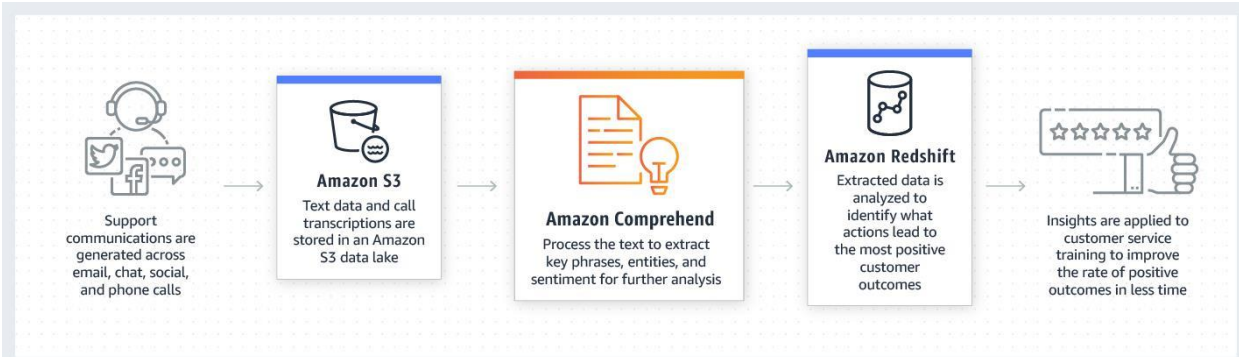 Support
communications are
generated across
email, chat, social,
and phone calls
Amazon S3
Text data and call
transcriptions are
stored in an Amazon
S3 data lake
Amazon Comprehend
Process the text to extract
key phrases, entities, and
sentiment for further analysis
Amazon Redshift
Extracted data is
analyzed to
identify what
actions lead to
the most positive
customer
outcomes
Insights are applied to
customer service
training to improve
the rate of positive
outcomes in less time